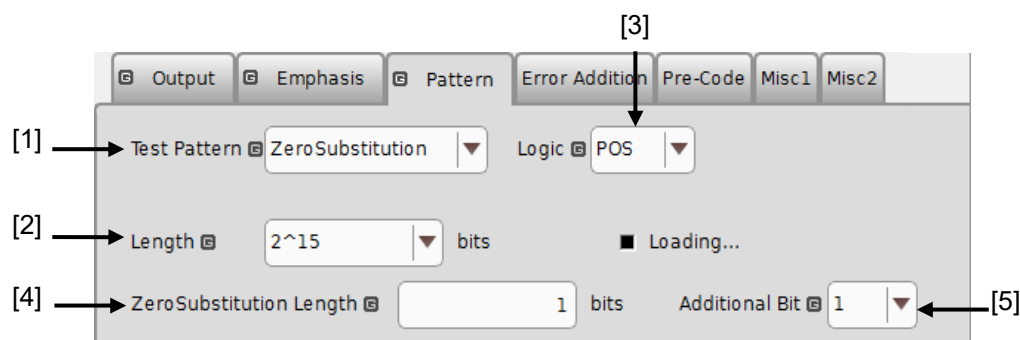 [3]
G Output G Emphasis G Pattern Error Addition Pre-Code Misc1 Misc2
[1] Test Pattern G ZeroSubstitution Logic G POS
[2] Length G 2^15 bits Loading...
[4] ZeroSubstitution Length G 1 bits Additional Bit G 1 [5]